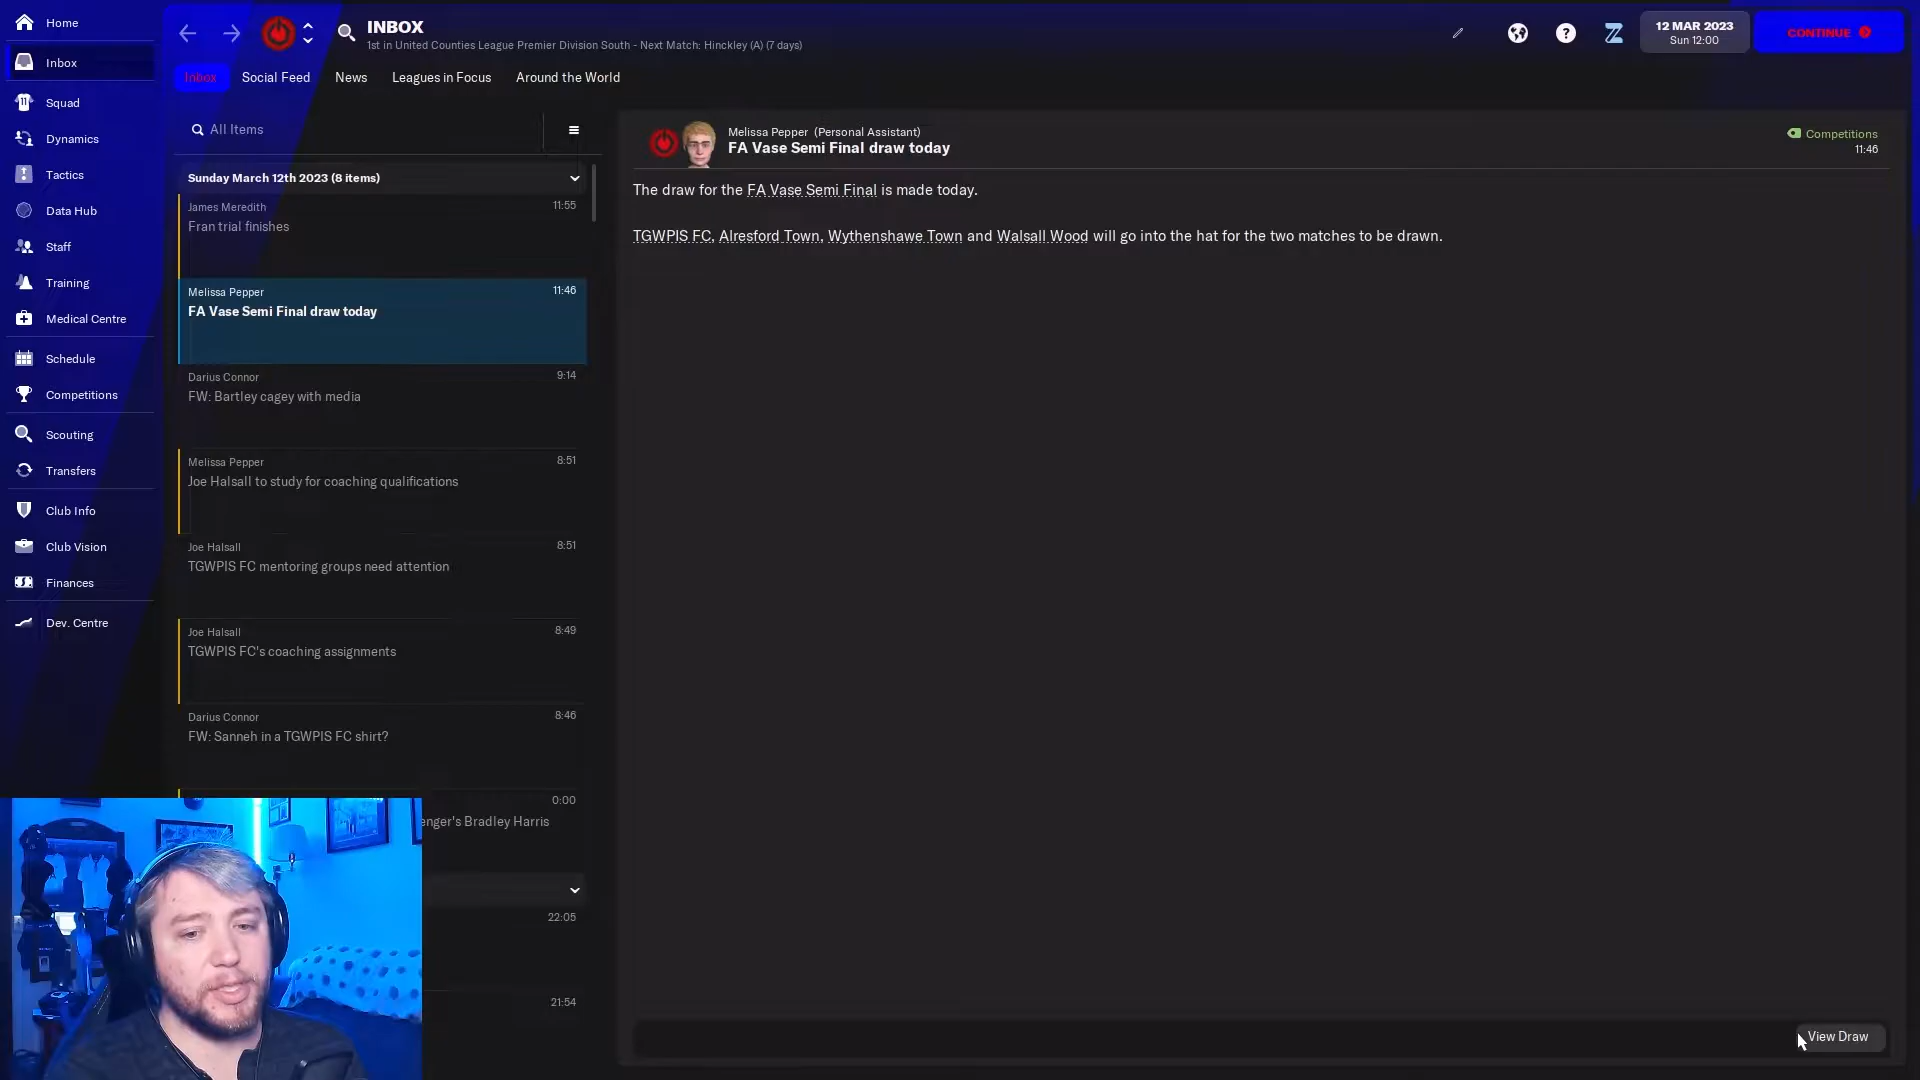 Home
Inbox
Squad
Dynamics
Tactics
Data Hub
Staff
Training
Medical Centre
Schedule
Competitions
Scouting
Transfers
Club Info
Club Vision
Finances
Dev. Centre
INBOX
1st in United Counties League Premier Division South - Next Match: Hinckley (A) (7 days)
12 MAR 2023
Sun 12:00
CONTINUE
Inbox Social Feed News Leagues in Focus Around the World
All Items
Sunday March 12th 2023 (8 items)
James Meredith 11:55
Fran trial finishes
Melissa Pepper 11:46
FA Vase Semi Final draw today
Darius Connor 9:14
FW: Bartley cagey with media
Melissa Pepper 8:51
Joe Halsall to study for coaching qualifications
Joe Halsall 8:51
TGWPIS FC mentoring groups need attention
Joe Halsall 8:49
TGWPIS FC's coaching assignments
Darius Connor 8:46
FW: Sanneh in a TGWPIS FC shirt?
0:00
enger's Bradley Harris
22:05
21:54
Melissa Pepper (Personal Assistant)
FA Vase Semi Final draw today
Competitions
11:46
The draw for the FA Vase Semi Final is made today.
TGWPIS FC, Alresford Town, Wythenshawe Town and Walsall Wood will go into the hat for the two matches to be drawn.
View Draw